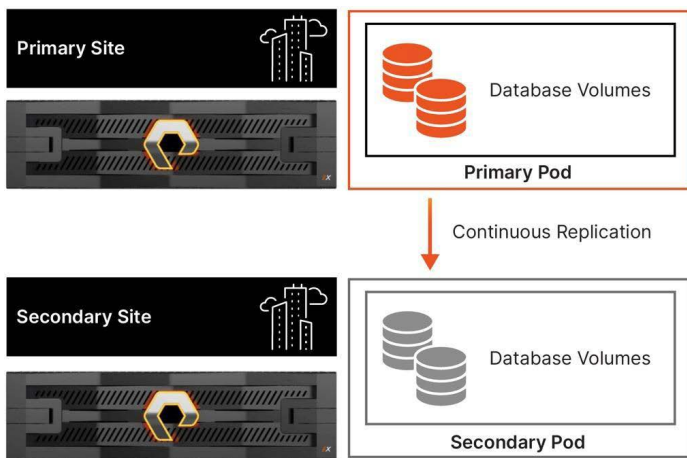 Primary Site
Database Volumes
Primary Pod
Continuous Replication
Secondary Site
Database Volumes
Secondary Pod